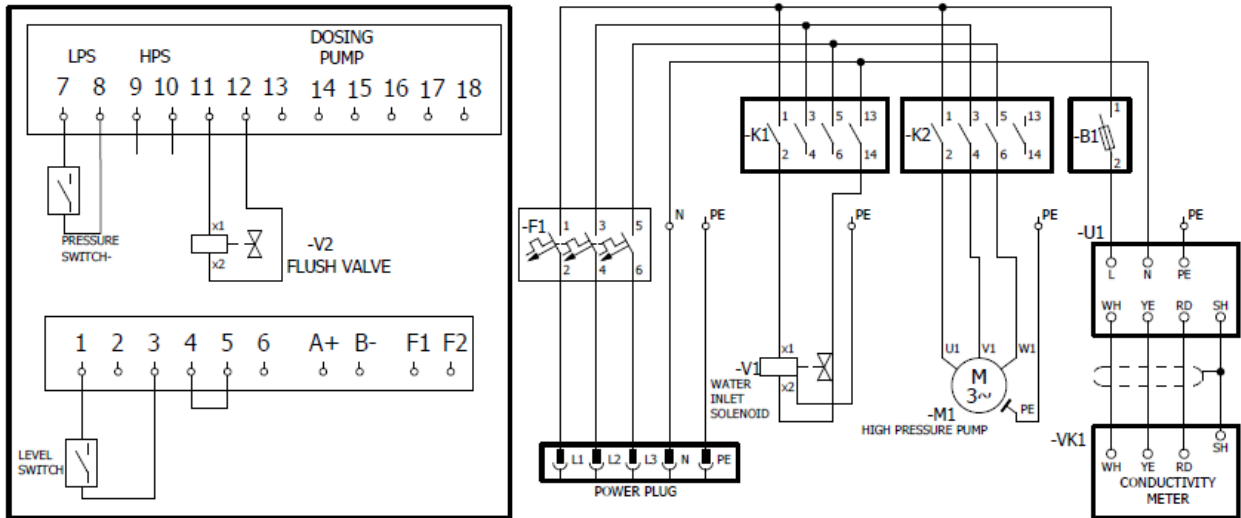 DOSING
PUMP
LPS HPS
7 8 9 10 11 12 13 14 15 16 17 18
x1
x2
PRESSURE
SWITCH-
-V2
FLUSH VALVE
1 2 3 4 5 6 A+ B- F1 F2
LEVEL
SWITCH
-K1
1 3 5 13
2 4 6 14
-K2
1 3 5 13
2 4 6 14
-B1
1
2
-F1
1 3 5
2 4 6
N PE
PE
PE
PE
-U1
L N PE
WH YE RD SH
-V1
x1
x2
WATER
INLET
SOLENOID
U1 V1 W1
M
3~
PE
-M1
HIGH PRESSURE PUMP
L1 L2 L3 N PE
POWER PLUG
-VK1
WH YE RD SH
CONDUCTIVITY
METER